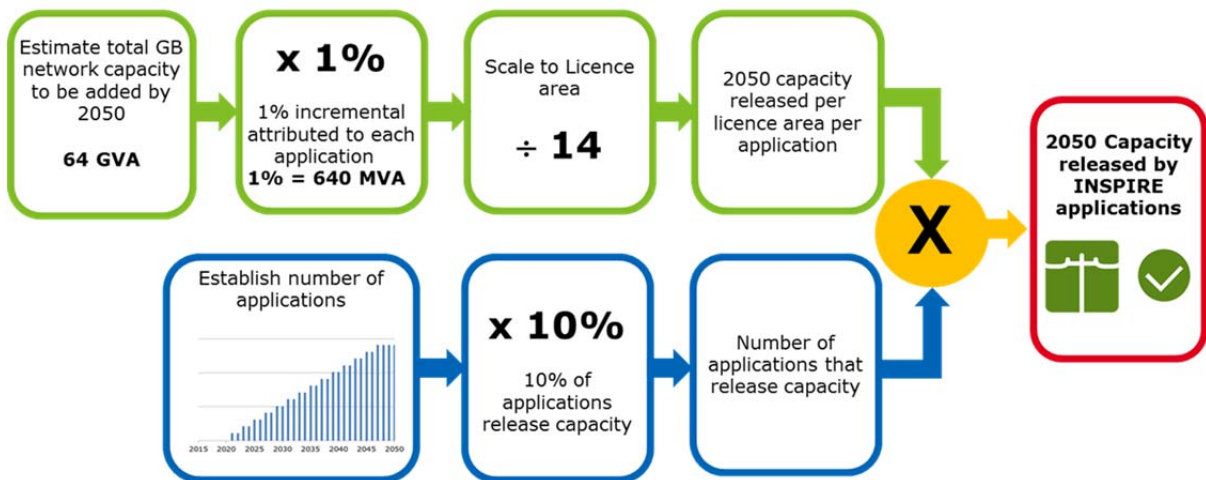 Estimate total GB
network capacity
to be added by
2050
64 GVA
x 1%
1% incremental
attributed to each
application
1% = 640 MVA
Scale to Licence
area
÷ 14
2050 capacity
released per
licence area per
application
X
2050 Capacity
released by
INSPIRE
applications
Establish number of
applications
2015 2020 2025 2030 2035 2040 2045 2050
x 10%
10% of
applications
release capacity
Number of
applications that
release capacity